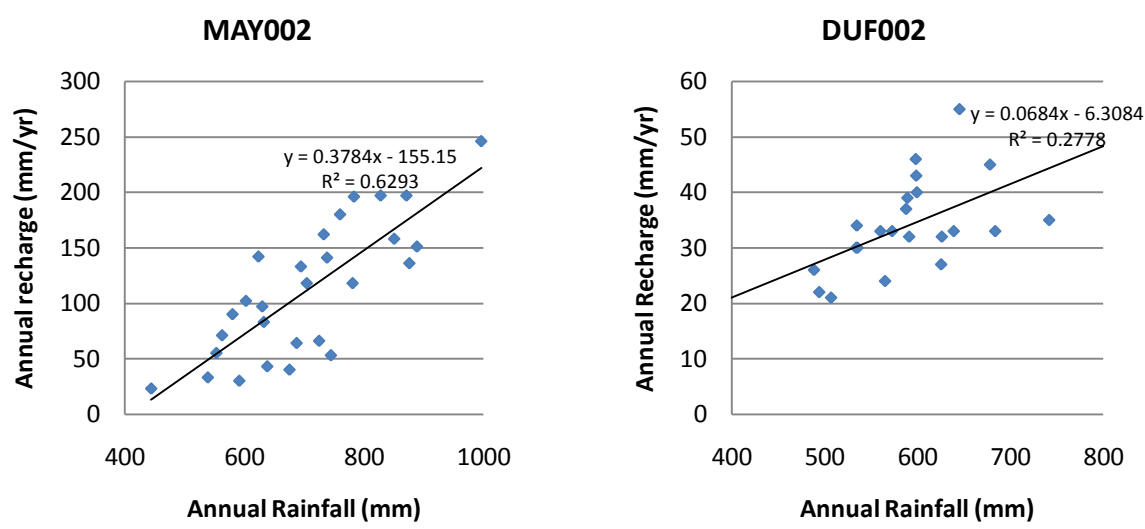 MAY002
Annual recharge (mm/yr)
300
250
200
150
100
50
0
y = 0.3784x - 155.15
R² = 0.6293
400 600 800 1000
Annual Rainfall (mm)
DUF002
Annual Recharge (mm/yr)
60
50
40
30
20
10
0
y = 0.0684x - 6.3084
R² = 0.2778
400 500 600 700 800
Annual Rainfall (mm)